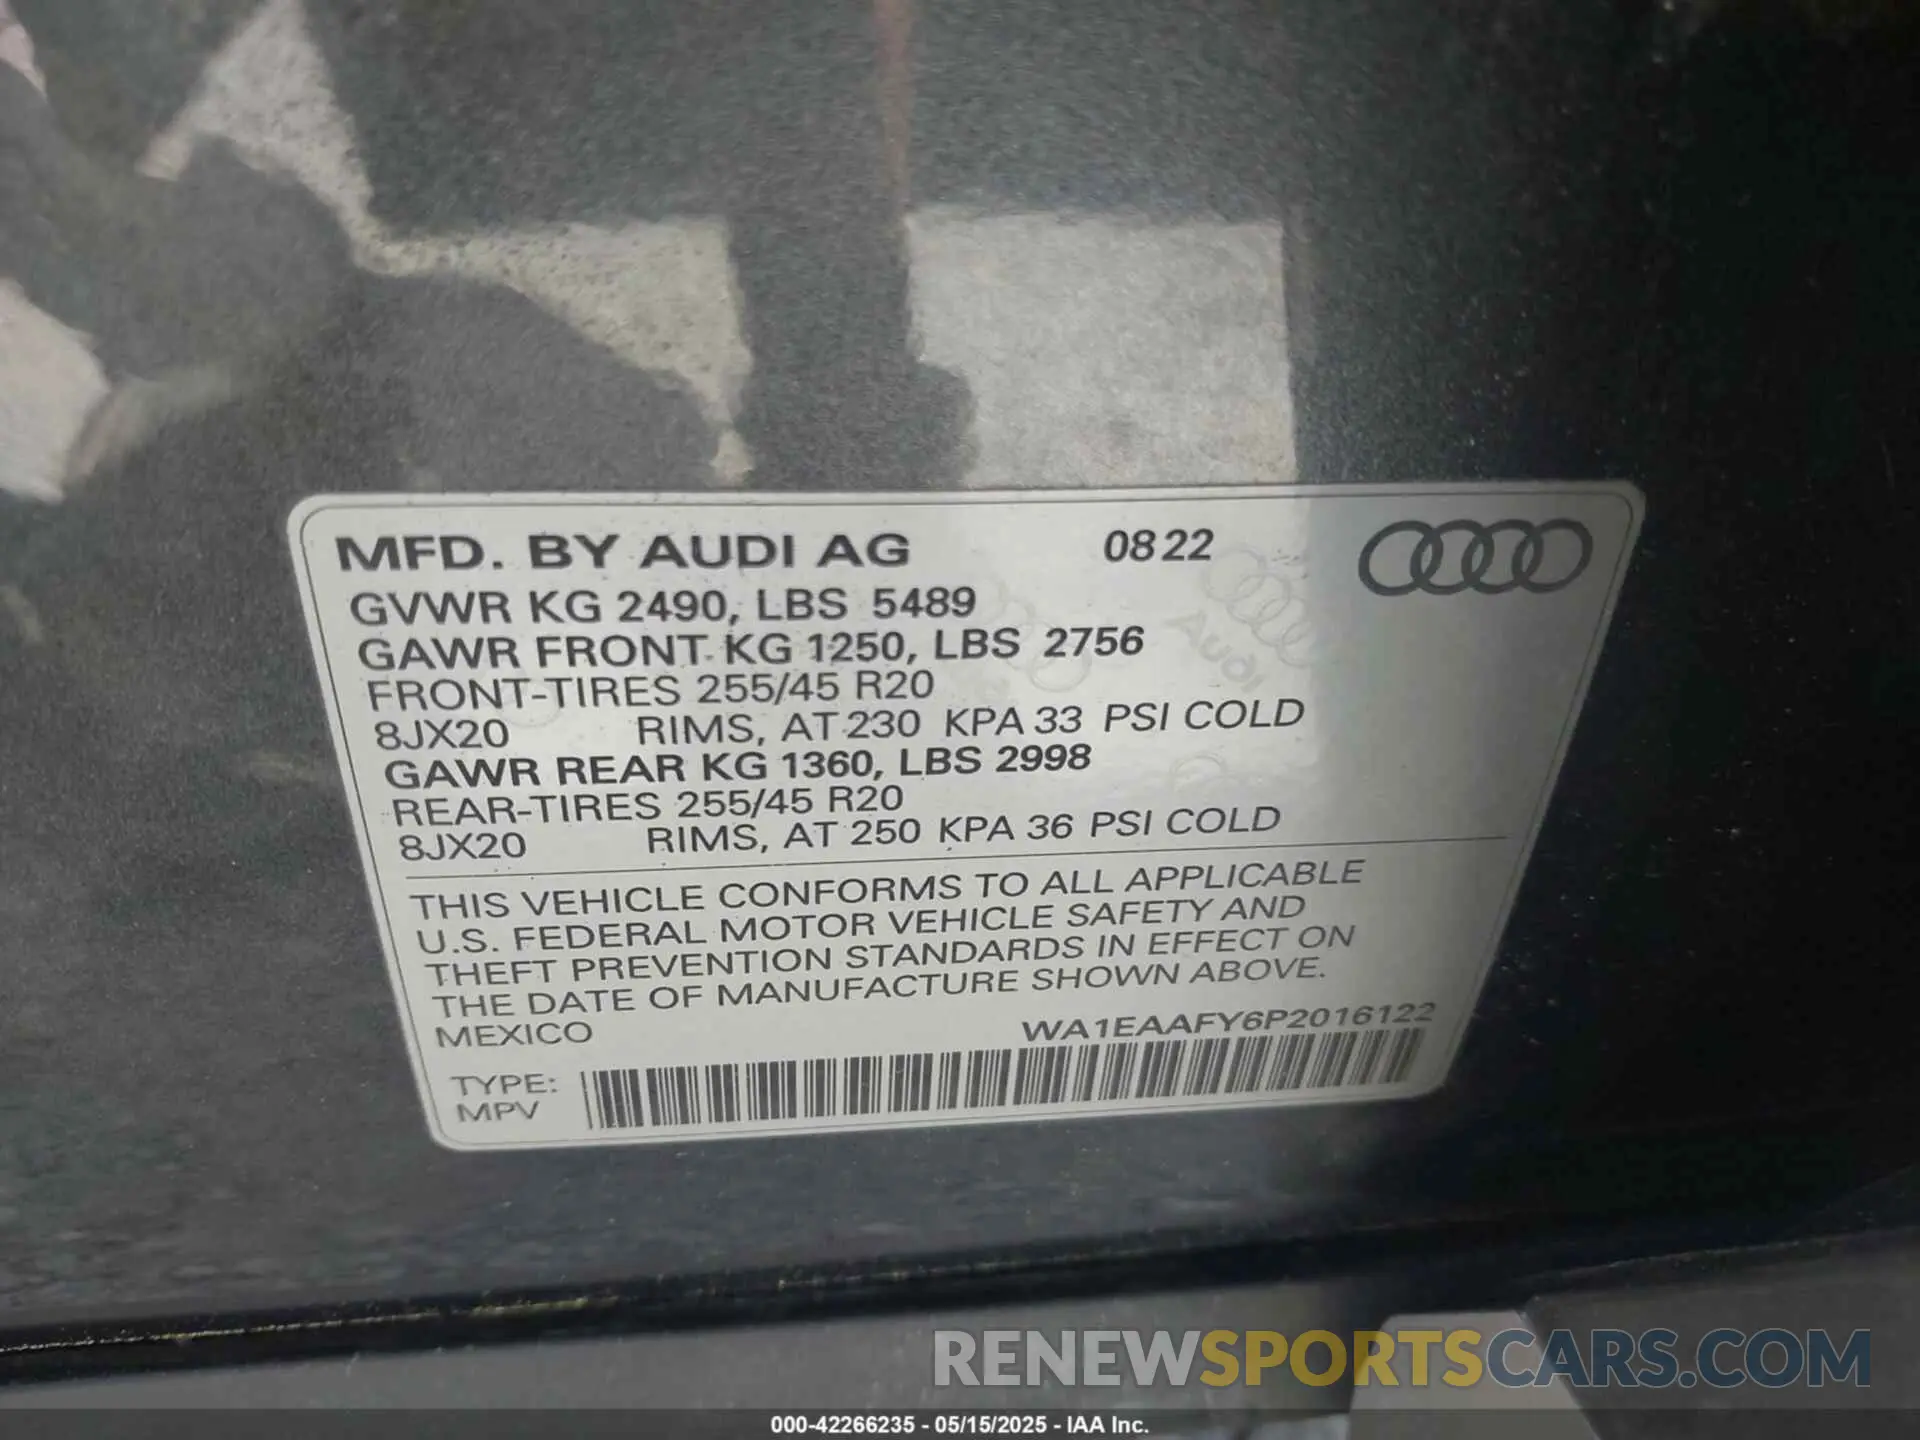 MFD. BY AUDI AG 0822
GVWR KG 2490, LBS 5489
GAWR FRONT KG 1250, LBS 2756
FRONT-TIRES 255/45 R20
8JX20 RIMS, AT 230 KPA 33 PSI COLD
GAWR REAR KG 1360, LBS 2998
REAR-TIRES 255/45 R20
8JX20 RIMS, AT 250 KPA 36 PSI COLD
THIS VEHICLE CONFORMS TO ALL APPLICABLE
U.S. FEDERAL MOTOR VEHICLE SAFETY AND
THEFT PREVENTION STANDARDS IN EFFECT ON
THE DATE OF MANUFACTURE SHOWN ABOVE.
MEXICO WA1EAAFY6P2016122
TYPE:
MPV
Audi
RENEWSPORTSCARS.COM
000-42266235 - 05/15/2025 - IAA Inc.